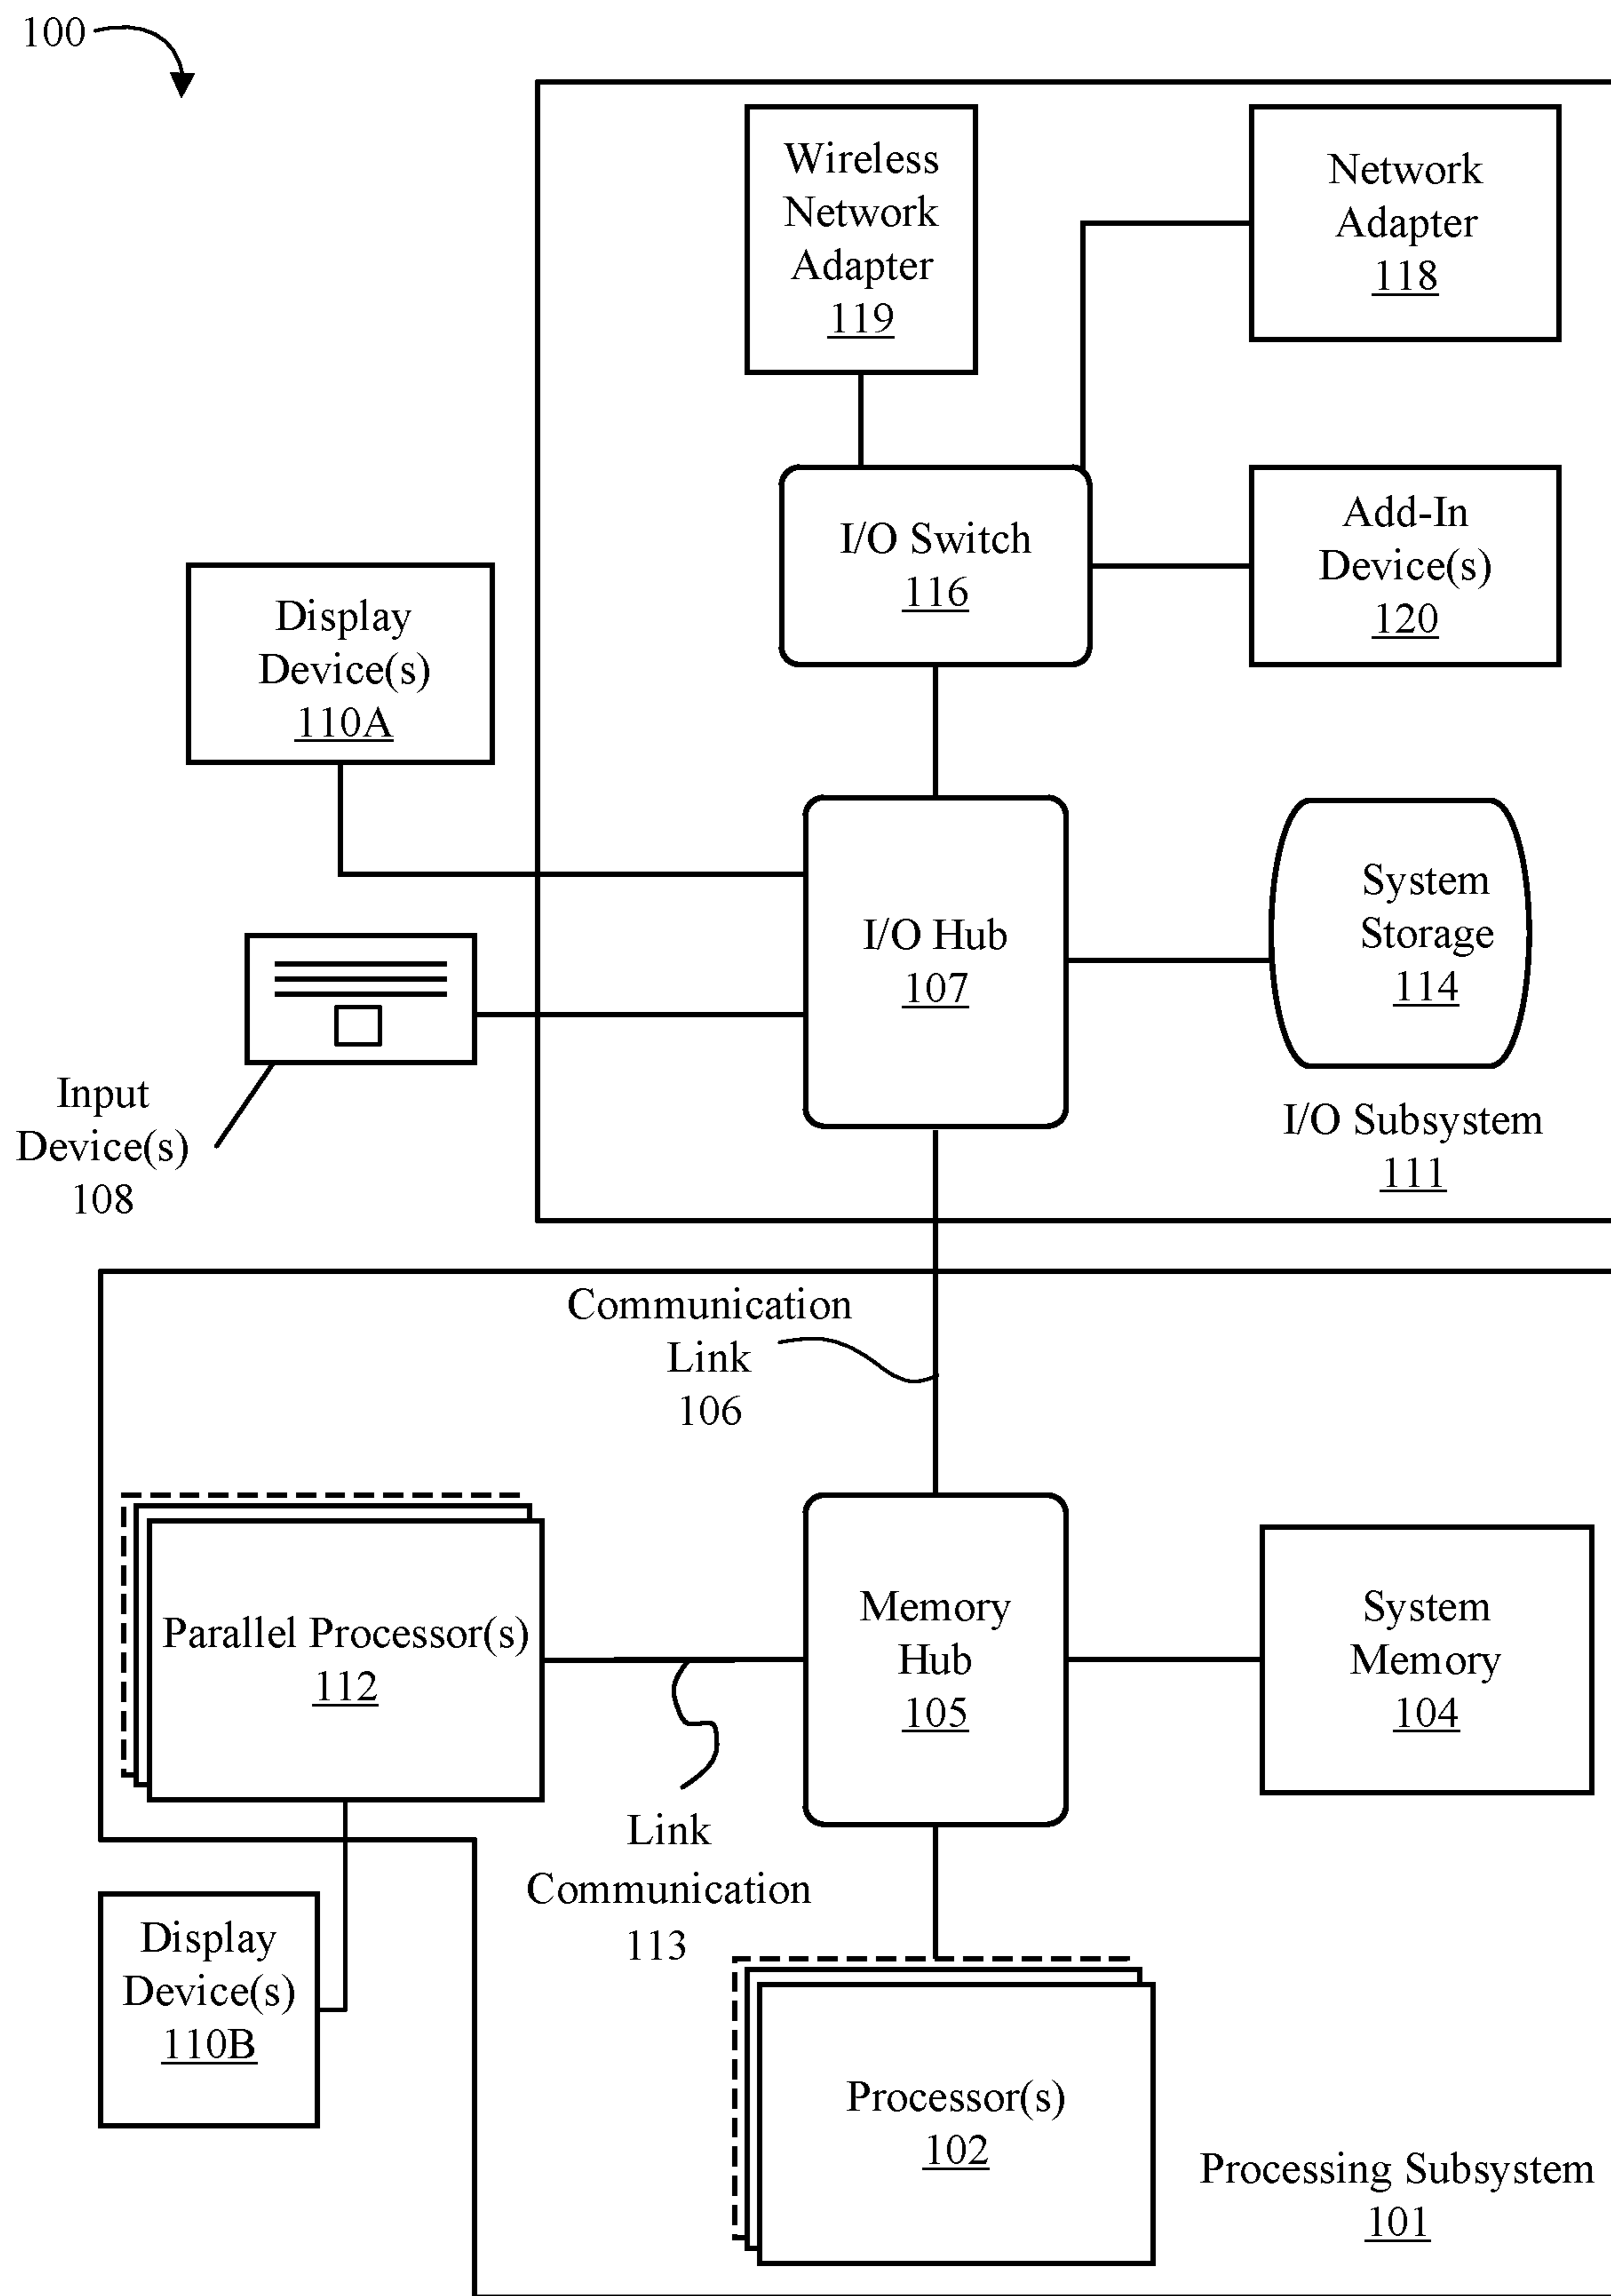 100
Wireless
Network
Adapter
119
Network
Adapter
118
I/O Switch
116
Add-In
Device(s)
120
Display
Device(s)
110A
I/O Hub
107
System
Storage
114
Input
Device(s)
108
I/O Subsystem
111
Communication
Link
106
Parallel Processor(s)
112
Memory
Hub
105
System
Memory
104
Link
Communication
113
Display
Device(s)
110B
Processor(s)
102
Processing Subsystem
101